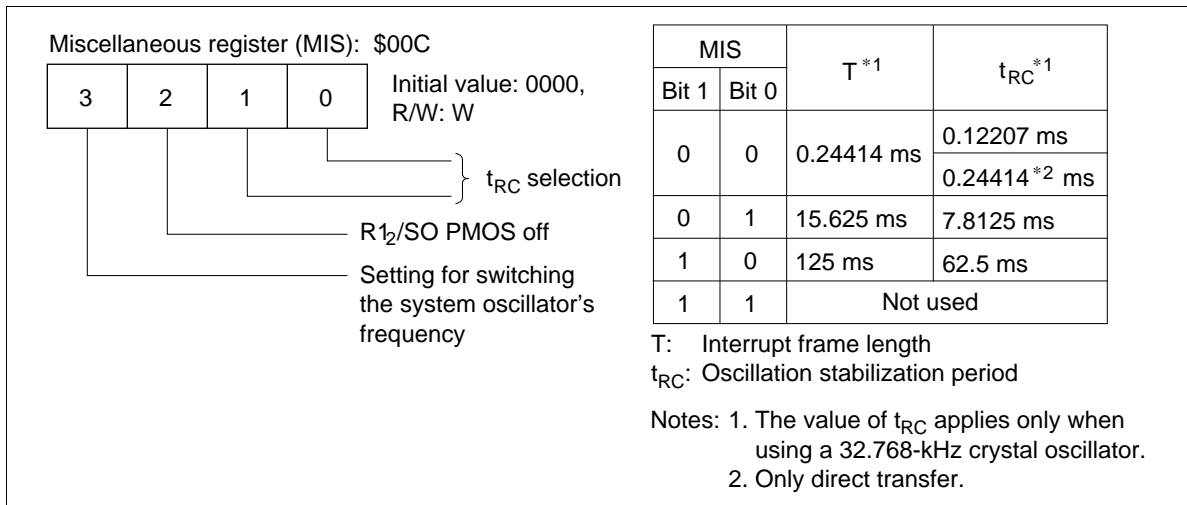 Miscellaneous register (MIS): $00C
3 2 1 0
Initial value: 0000,
R/W: W
tRC selection
R12/SO PMOS off
Setting for switching
the system oscillator’s
frequency
MIS T*1 tRC*1
Bit 1 Bit 0
0 0 0.24414 ms 0.12207 ms
0.24414*2 ms
0 1 15.625 ms 7.8125 ms
1 0 125 ms 62.5 ms
1 1 Not used
T: Interrupt frame length
tRC: Oscillation stabilization period
Notes: 1. The value of tRC applies only when
using a 32.768-kHz crystal oscillator.
2. Only direct transfer.